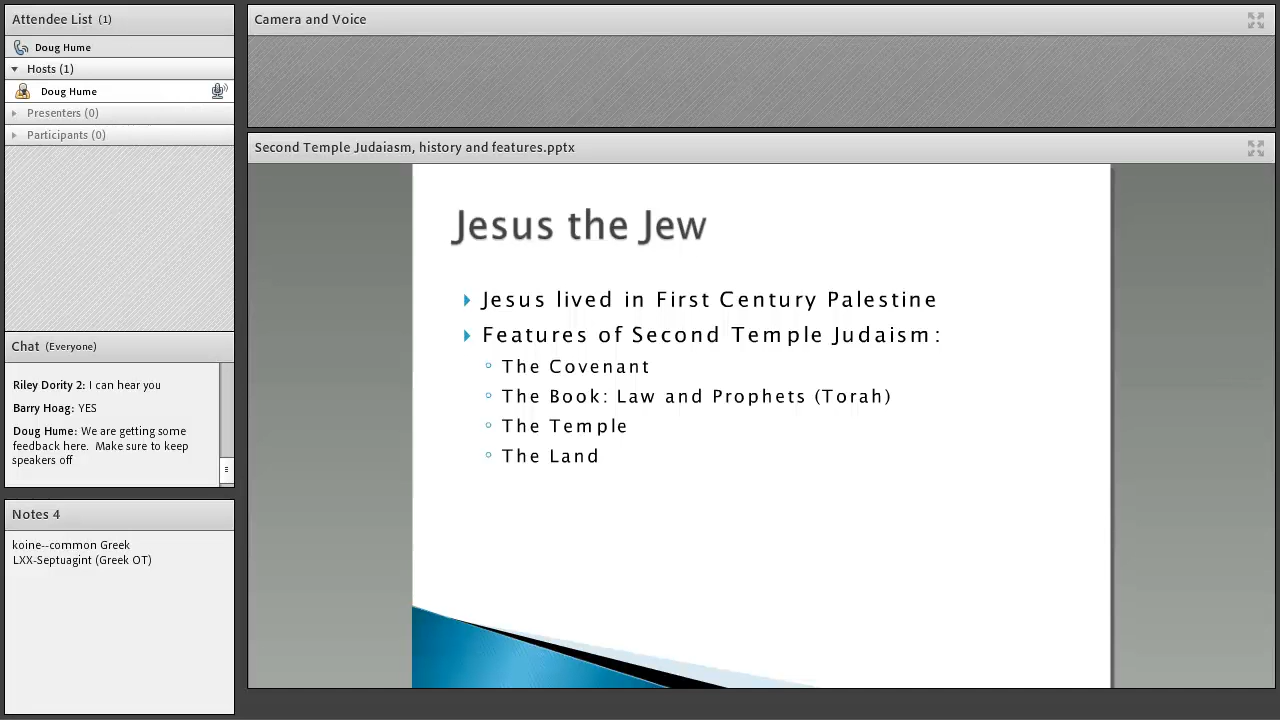 Attendee List (1)
Doug Hume
Hosts (1)
Doug Hume
Presenters (0)
Participants (0)
Chat (Everyone)
Riley Dority 2: I can hear you
Barry Hoag: YES
Doug Hume: We are getting some
feedback here. Make sure to keep
speakers off
Notes 4
koine--common Greek
LXX-Septuagint (Greek OT)
Camera and Voice
Second Temple Judaiasm, history and features.pptx
Jesus the Jew
Jesus lived in First Century Palestine
Features of Second Temple Judaism:
The Covenant
The Book: Law and Prophets (Torah)
The Temple
The Land